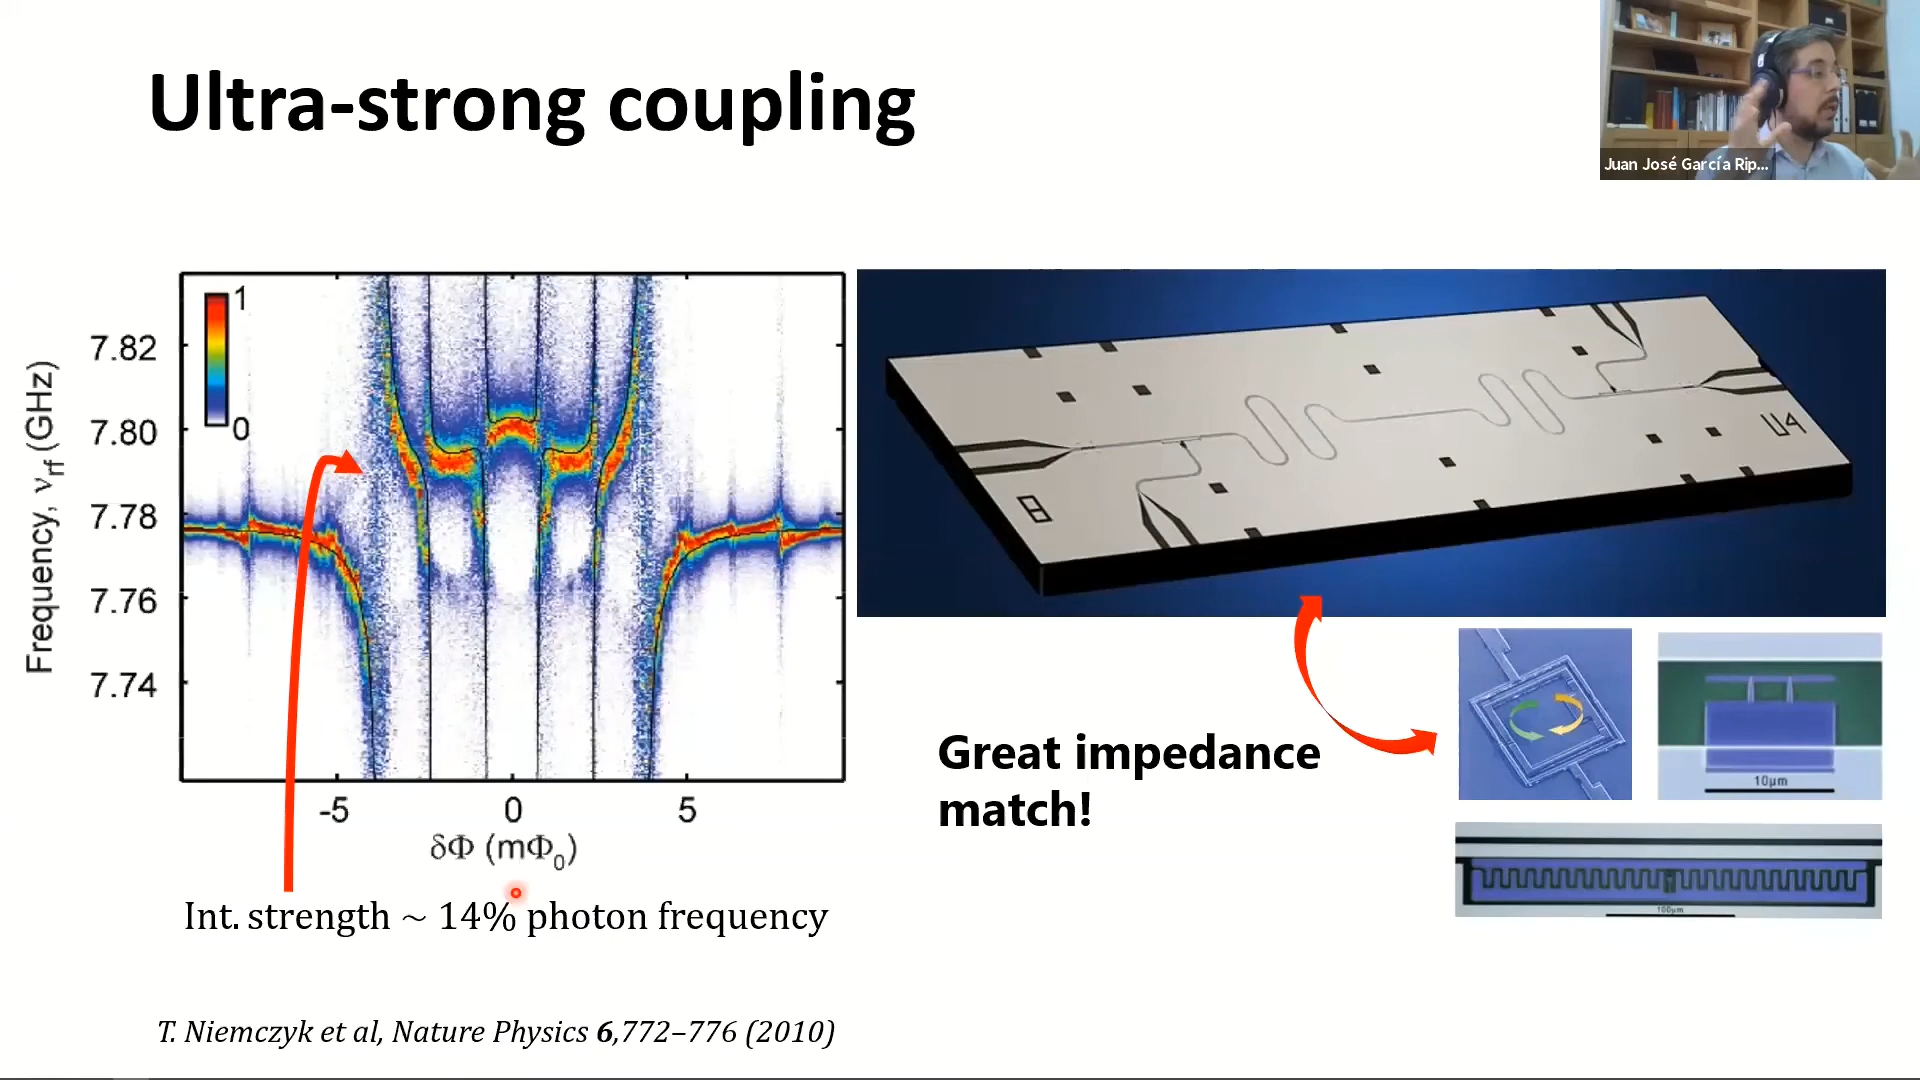 Ultra-strong coupling
Juan José García Rip...
1
0
7.82
7.80
7.78
7.76
7.74
Frequency, νrf (GHz)
-5 0 5
δΦ (mΦ0)
Int. strength ~ 14% photon frequency
U4
B
Great impedance
match!
10μm
100μm
T. Niemczyk et al, Nature Physics 6,772–776 (2010)